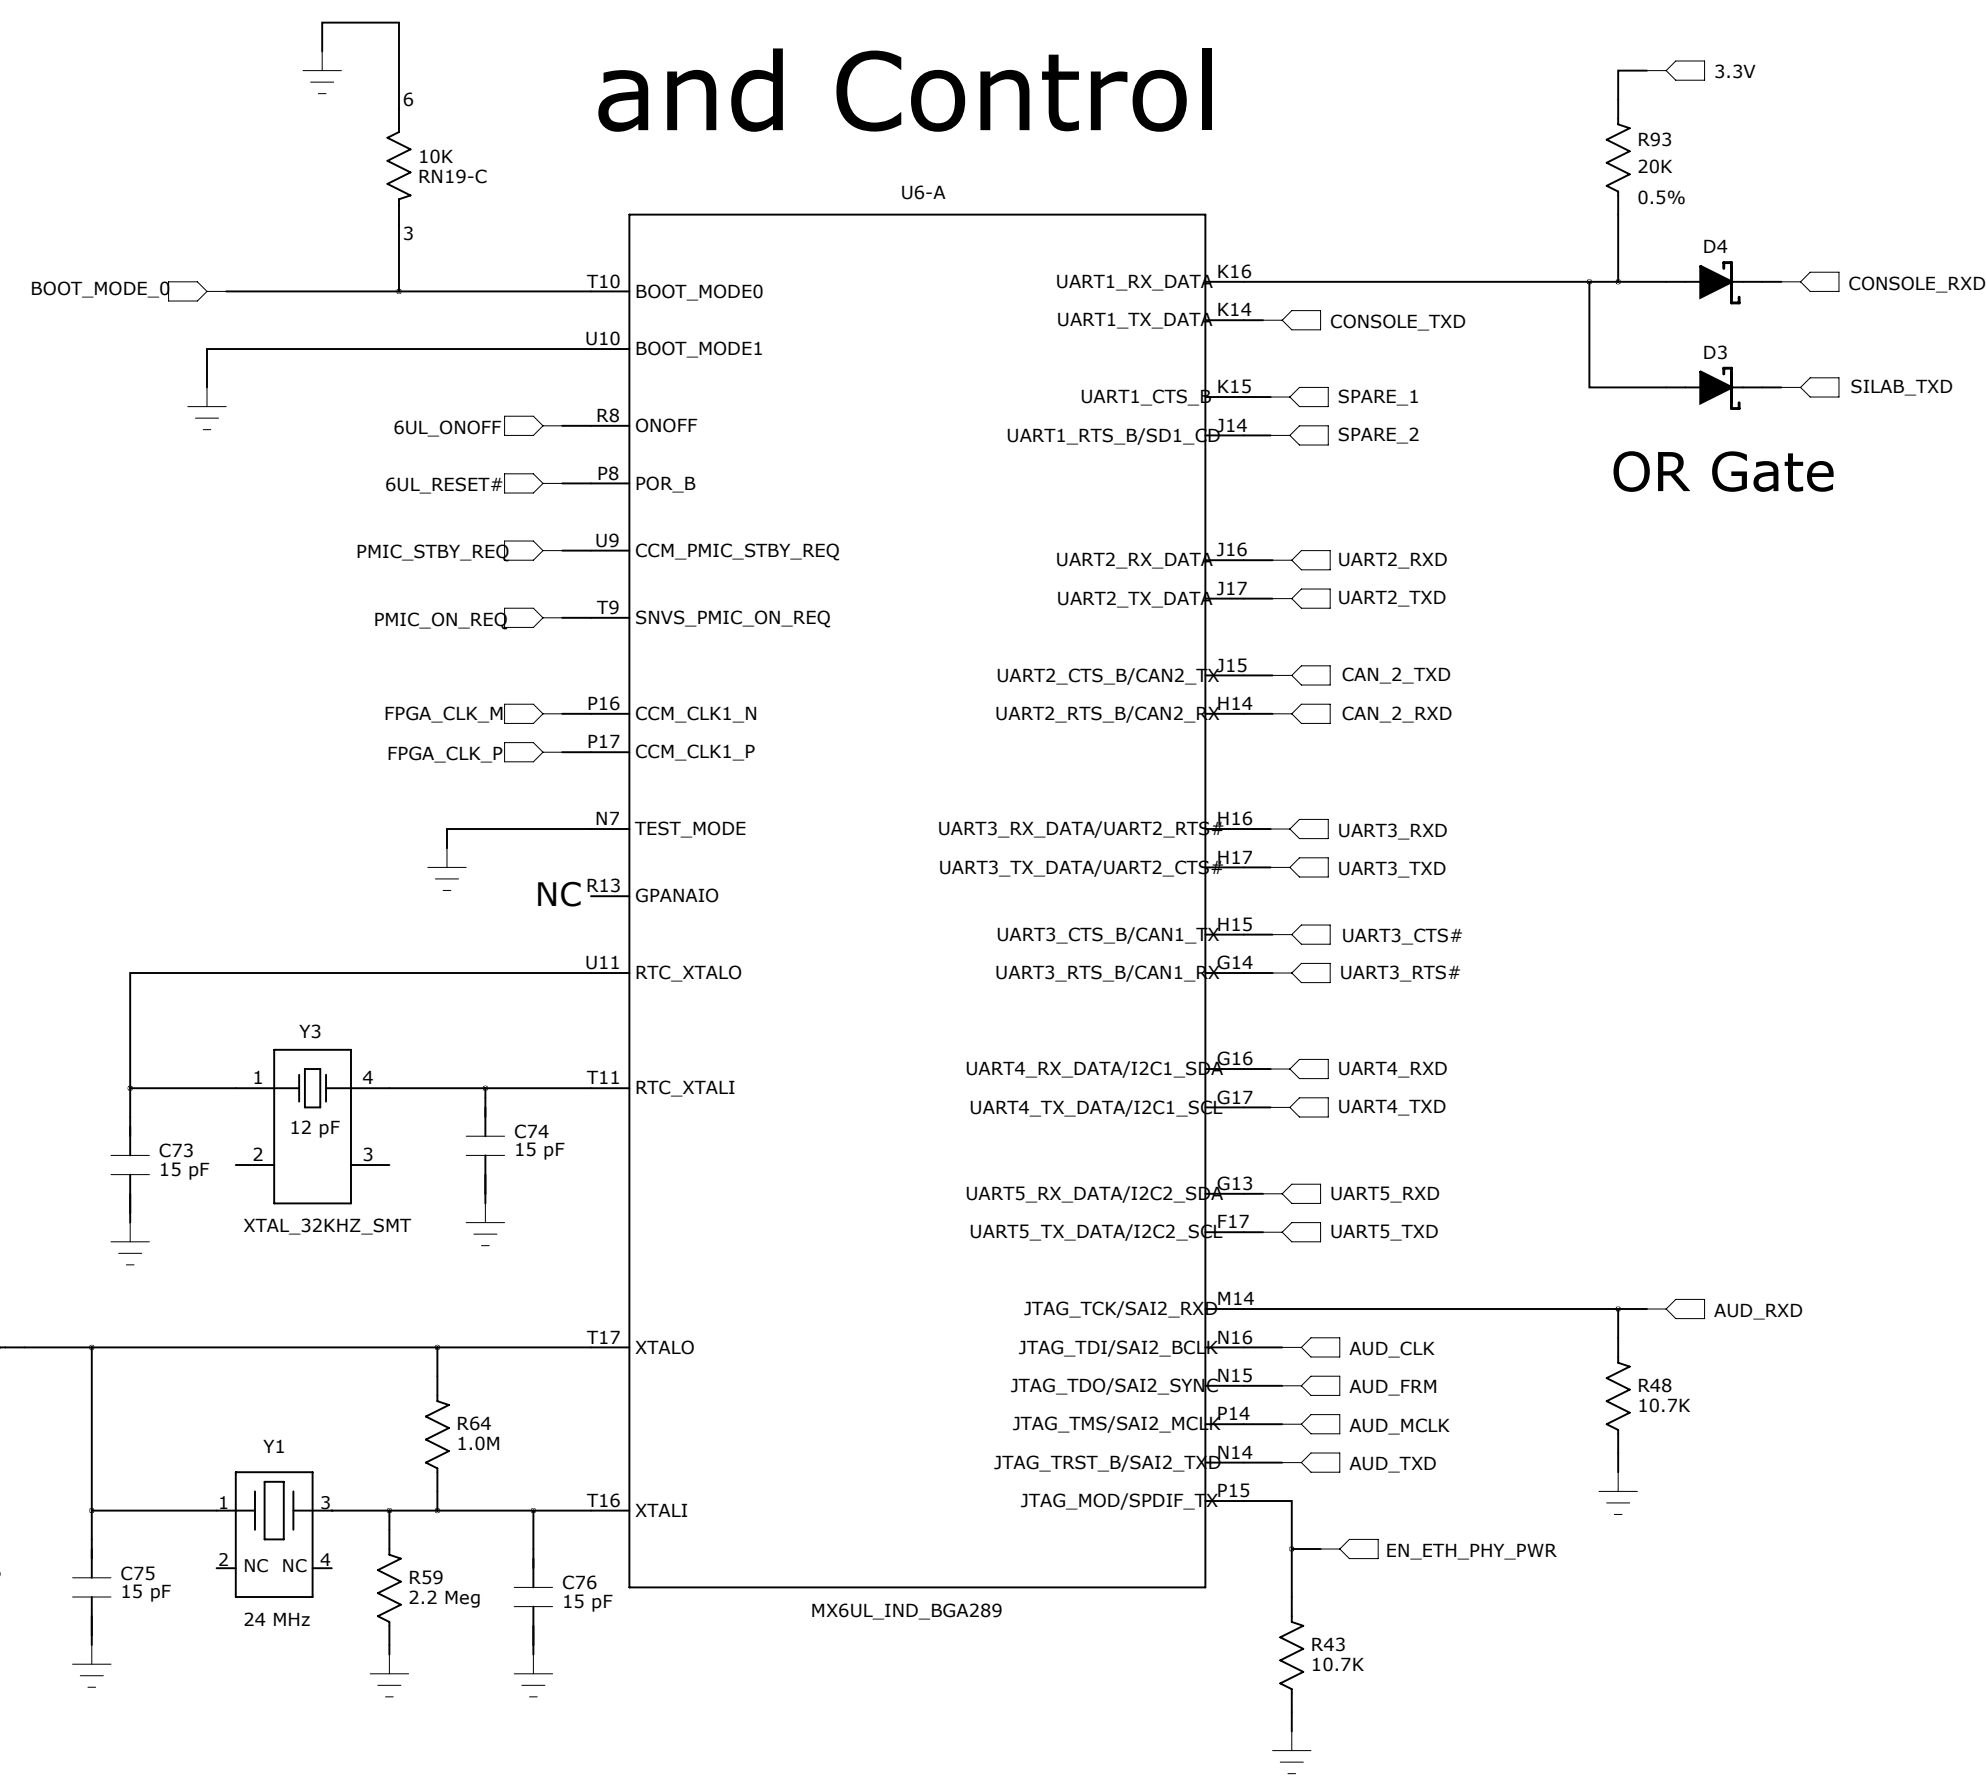 and Control
6
10K
RN19-C
3
3.3V
R93
20K
0.5%
U6-A
BOOT_MODE_0
T10
BOOT_MODE0
U10
BOOT_MODE1
6UL_ONOFF
R8
ONOFF
6UL_RESET#
P8
POR_B
PMIC_STBY_REQ
U9
CCM_PMIC_STBY_REQ
PMIC_ON_REQ
T9
SNVS_PMIC_ON_REQ
FPGA_CLK_M
P16
CCM_CLK1_N
FPGA_CLK_P
P17
CCM_CLK1_P
N7
TEST_MODE
NC
R13
GPANAIO
U11
RTC_XTALO
Y3
1
4
12 pF
2
3
XTAL_32KHZ_SMT
T11
RTC_XTALI
C73
15 pF
C74
15 pF
T17
XTALO
R64
1.0M
Y1
1
3
2
NC
NC
4
24 MHz
T16
XTALI
C75
15 pF
R59
2.2 Meg
C76
15 pF
MX6UL_IND_BGA289
UART1_RX_DATA
K16
D4
CONSOLE_RXD
UART1_TX_DATA
K14
CONSOLE_TXD
D3
SILAB_TXD
OR Gate
UART1_CTS_B
K15
SPARE_1
UART1_RTS_B/SD1_CD
J14
SPARE_2
UART2_RX_DATA
J16
UART2_RXD
UART2_TX_DATA
J17
UART2_TXD
UART2_CTS_B/CAN2_TX
J15
CAN_2_TXD
UART2_RTS_B/CAN2_RX
H14
CAN_2_RXD
UART3_RX_DATA/UART2_RTS#
H16
UART3_RXD
UART3_TX_DATA/UART2_CTS#
H17
UART3_TXD
UART3_CTS_B/CAN1_TX
H15
UART3_CTS#
UART3_RTS_B/CAN1_RX
G14
UART3_RTS#
UART4_RX_DATA/I2C1_SDA
G16
UART4_RXD
UART4_TX_DATA/I2C1_SCL
G17
UART4_TXD
UART5_RX_DATA/I2C2_SDA
G13
UART5_RXD
UART5_TX_DATA/I2C2_SCL
F17
UART5_TXD
JTAG_TCK/SAI2_RXD
M14
AUD_RXD
JTAG_TDI/SAI2_BCLK
N16
AUD_CLK
JTAG_TDO/SAI2_SYNC
N15
AUD_FRM
JTAG_TMS/SAI2_MCLK
P14
AUD_MCLK
JTAG_TRST_B/SAI2_TXD
N14
AUD_TXD
JTAG_MOD/SPDIF_TX
P15
EN_ETH_PHY_PWR
R48
10.7K
R43
10.7K